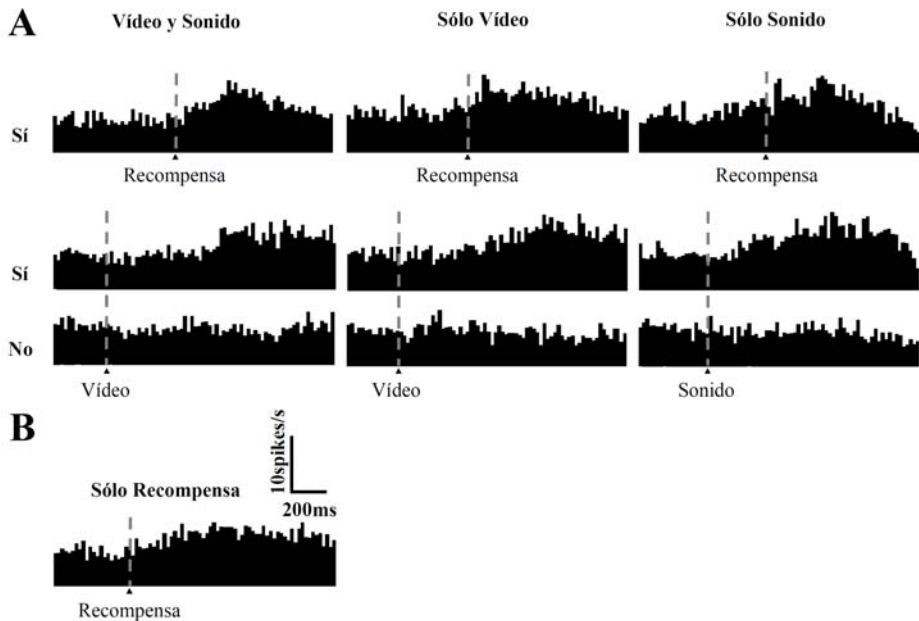 A
Vídeo y Sonido
Sólo Vídeo
Sólo Sonido
Sí
Recompensa
Recompensa
Recompensa
Sí
No
Vídeo
Vídeo
Sonido
B
Sólo Recompensa
10spikes/s
200ms
Recompensa